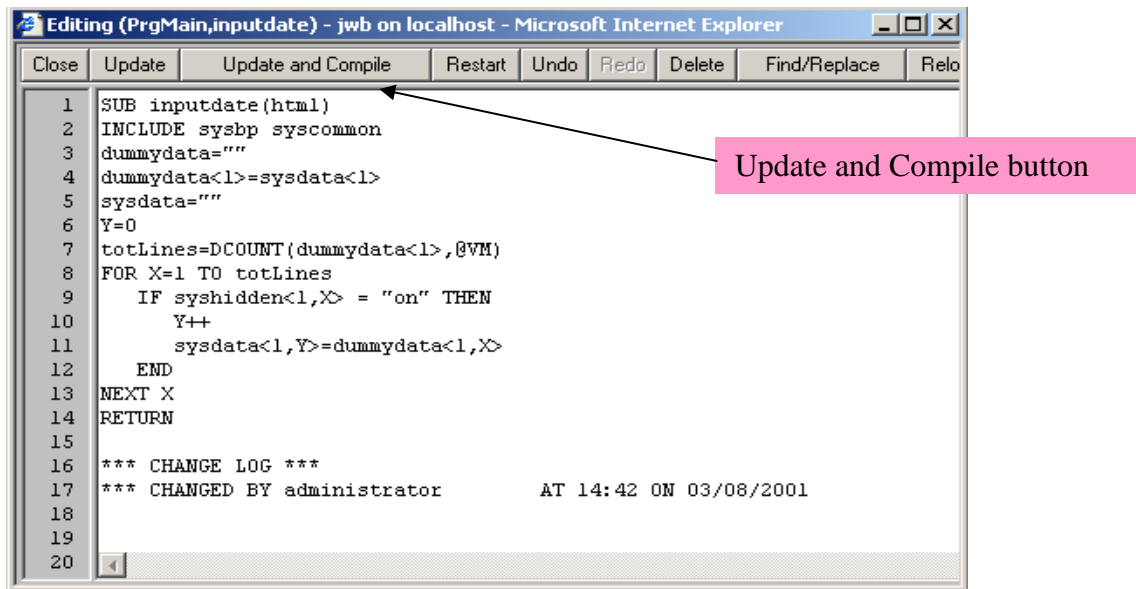 Editing (PrgMain,inputdate) - jwb on localhost - Microsoft Internet Explorer
Close Update Update and Compile Restart Undo Redo Delete Find/Replace Relo
1 SUB inputdate(html)
2 INCLUDE sysbp syscommon
3 dummydata=""
4 dummydata<1>=sysdata<1>
5 sysdata=""
6 Y=0
7 totLines=DCOUNT(dummydata<1>,@VM)
8 FOR X=1 TO totLines
9 IF syshidden<1,X> = "on" THEN
10 Y++
11 sysdata<1,Y>=dummydata<1,X>
12 END
13 NEXT X
14 RETURN
15
16 *** CHANGE LOG ***
17 *** CHANGED BY administrator AT 14:42 ON 03/08/2001
18
19
20
Update and Compile button